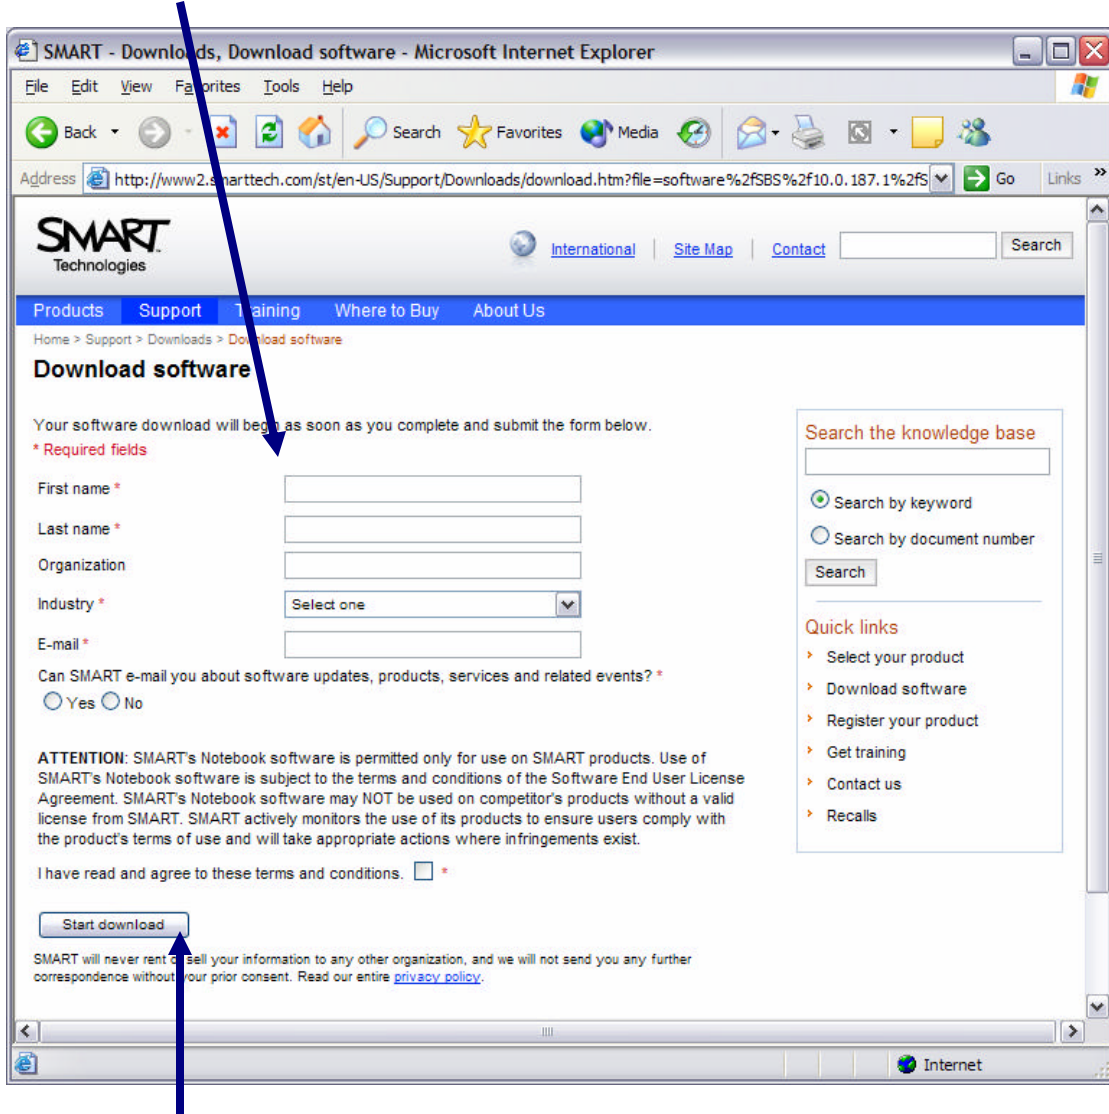 SMART - Downloads, Download software - Microsoft Internet Explorer
File Edit View Favorites Tools Help
Back Search Favorites Media
Address http://www2.smarttech.com/st/en-US/Support/Downloads/download.htm?file=software%2fSBS%2f10.0.187.1%2fS Go Links »
SMART
Technologies
International | Site Map | Contact Search
Products Support Training Where to Buy About Us
Home > Support > Downloads > Download software
Download software
Your software download will begin as soon as you complete and submit the form below.
* Required fields
First name *
Last name *
Organization
Industry * Select one
E-mail *
Can SMART e-mail you about software updates, products, services and related events? *
Yes No
ATTENTION: SMART's Notebook software is permitted only for use on SMART products. Use of
SMART's Notebook software is subject to the terms and conditions of the Software End User License
Agreement. SMART's Notebook software may NOT be used on competitor's products without a valid
license from SMART. SMART actively monitors the use of its products to ensure users comply with
the product's terms of use and will take appropriate actions where infringements exist.
I have read and agree to these terms and conditions. *
Start download
SMART will never rent or sell your information to any other organization, and we will not send you any further
correspondence without your prior consent. Read our entire privacy policy.
Search the knowledge base
Search by keyword
Search by document number
Search
Quick links
Select your product
Download software
Register your product
Get training
Contact us
Recalls
Internet